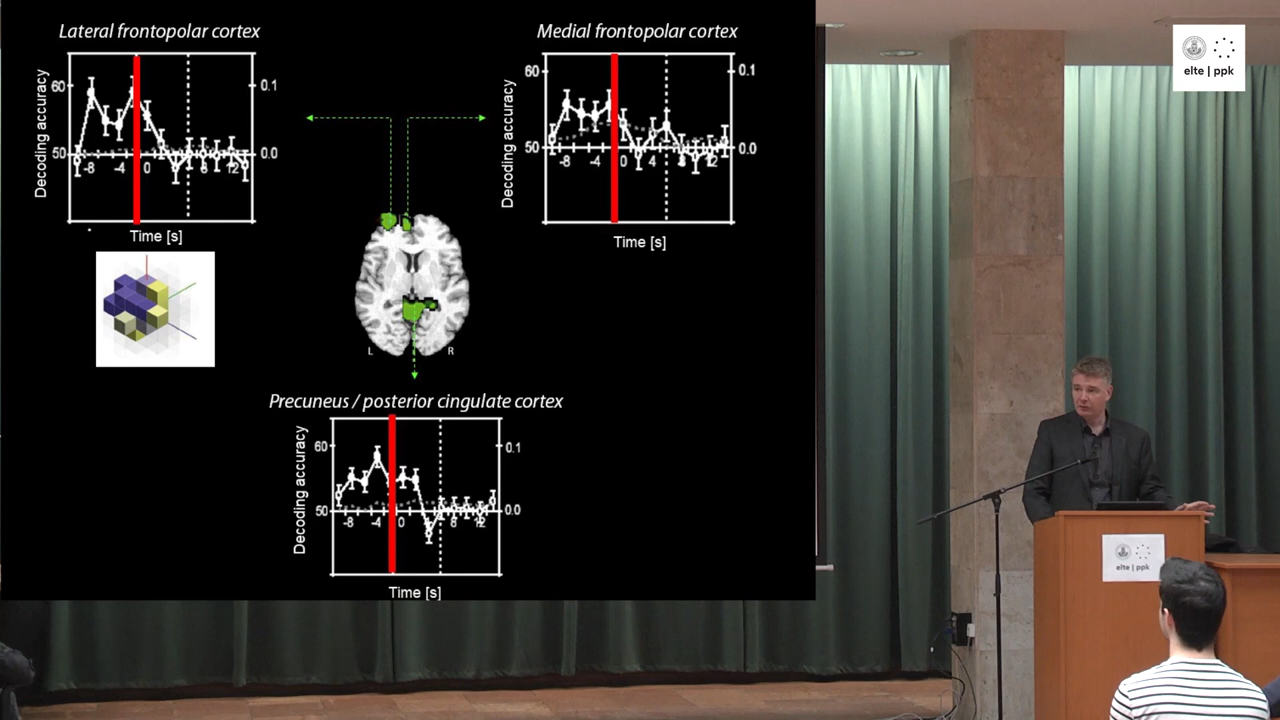 Lateral frontopolar cortex
Decoding accuracy
60
50
0.1
0.0
-8
-4
0
8
12
Time [s]
Medial frontopolar cortex
Decoding accuracy
60
50
0.1
0.0
-8
-4
0
4
8
12
Time [s]
L
R
Precuneus / posterior cingulate cortex
Decoding accuracy
60
50
0.1
0.0
-8
-4
0
8
12
Time [s]
elte | ppk
elte | ppk